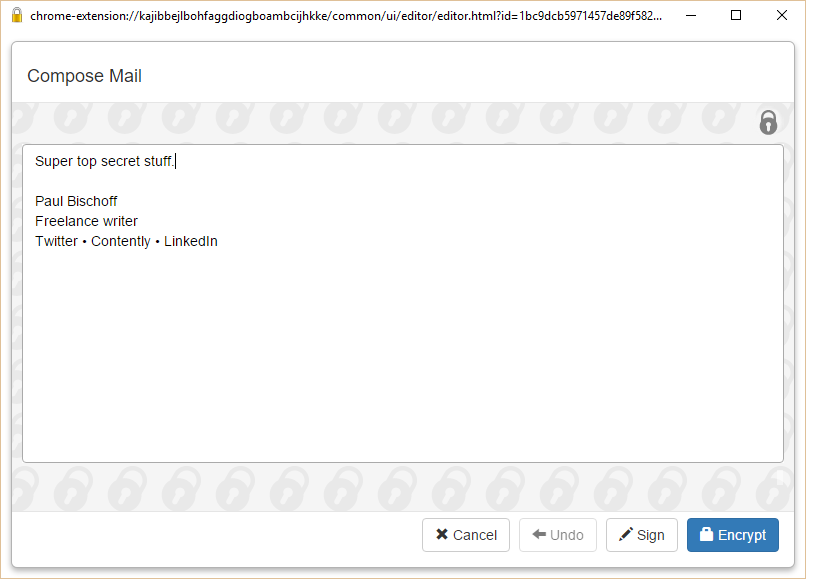 chrome-extension://kajibbejlbohfaggdiogboambcijhkke/common/ui/editor/editor.html?id=1bc9dcb5971457de89f582...
Compose Mail
Super top secret stuff.
Paul Bischoff
Freelance writer
Twitter • Contently • LinkedIn
Cancel
Undo
Sign
Encrypt